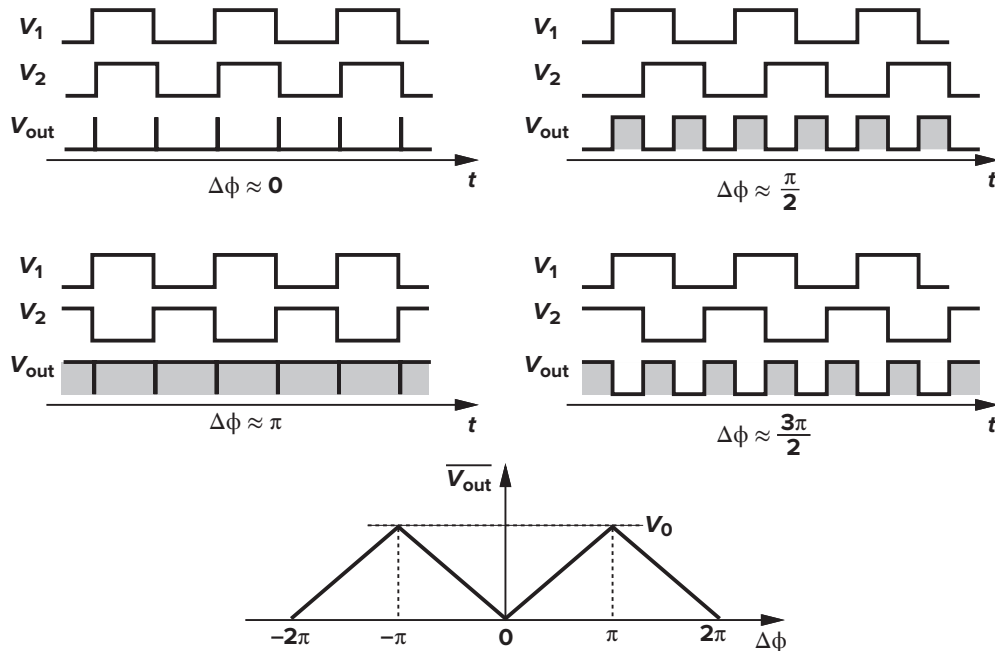 V₁
V₂
Vout
t
Δϕ ≈ 0
V₁
V₂
Vout
t
Δϕ ≈ π/2
V₁
V₂
Vout
t
Δϕ ≈ π
V₁
V₂
Vout
t
Δϕ ≈ 3π/2
V̅o̅u̅t̅
V₀
−2π −π 0 π 2π Δϕ